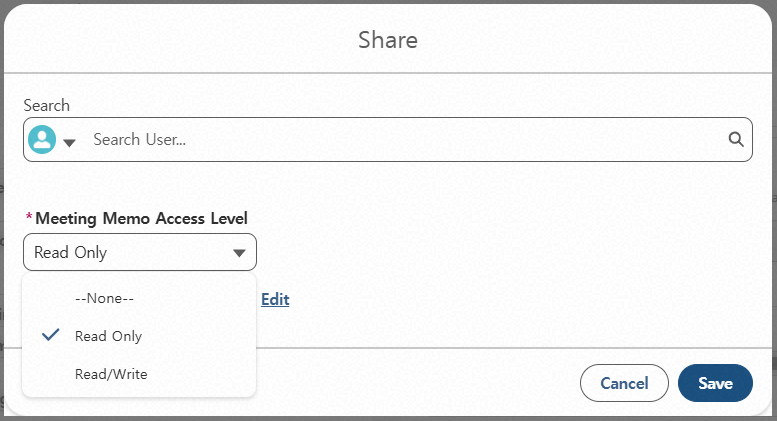 Share
Search
Search User...
*Meeting Memo Access Level
Read Only
--None--
Edit
Read Only
Read/Write
Cancel
Save